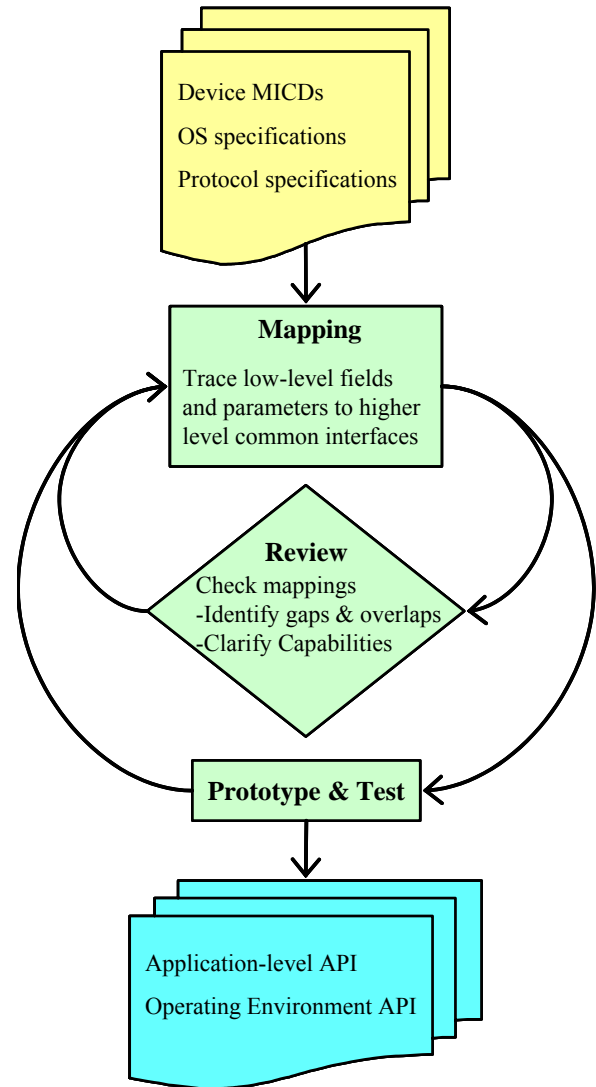 Device MICDs
OS specifications
Protocol specifications
Mapping
Trace low-level fields
and parameters to higher
level common interfaces
Review
Check mappings
-Identify gaps & overlaps
-Clarify Capabilities
Prototype & Test
Application-level API
Operating Environment API